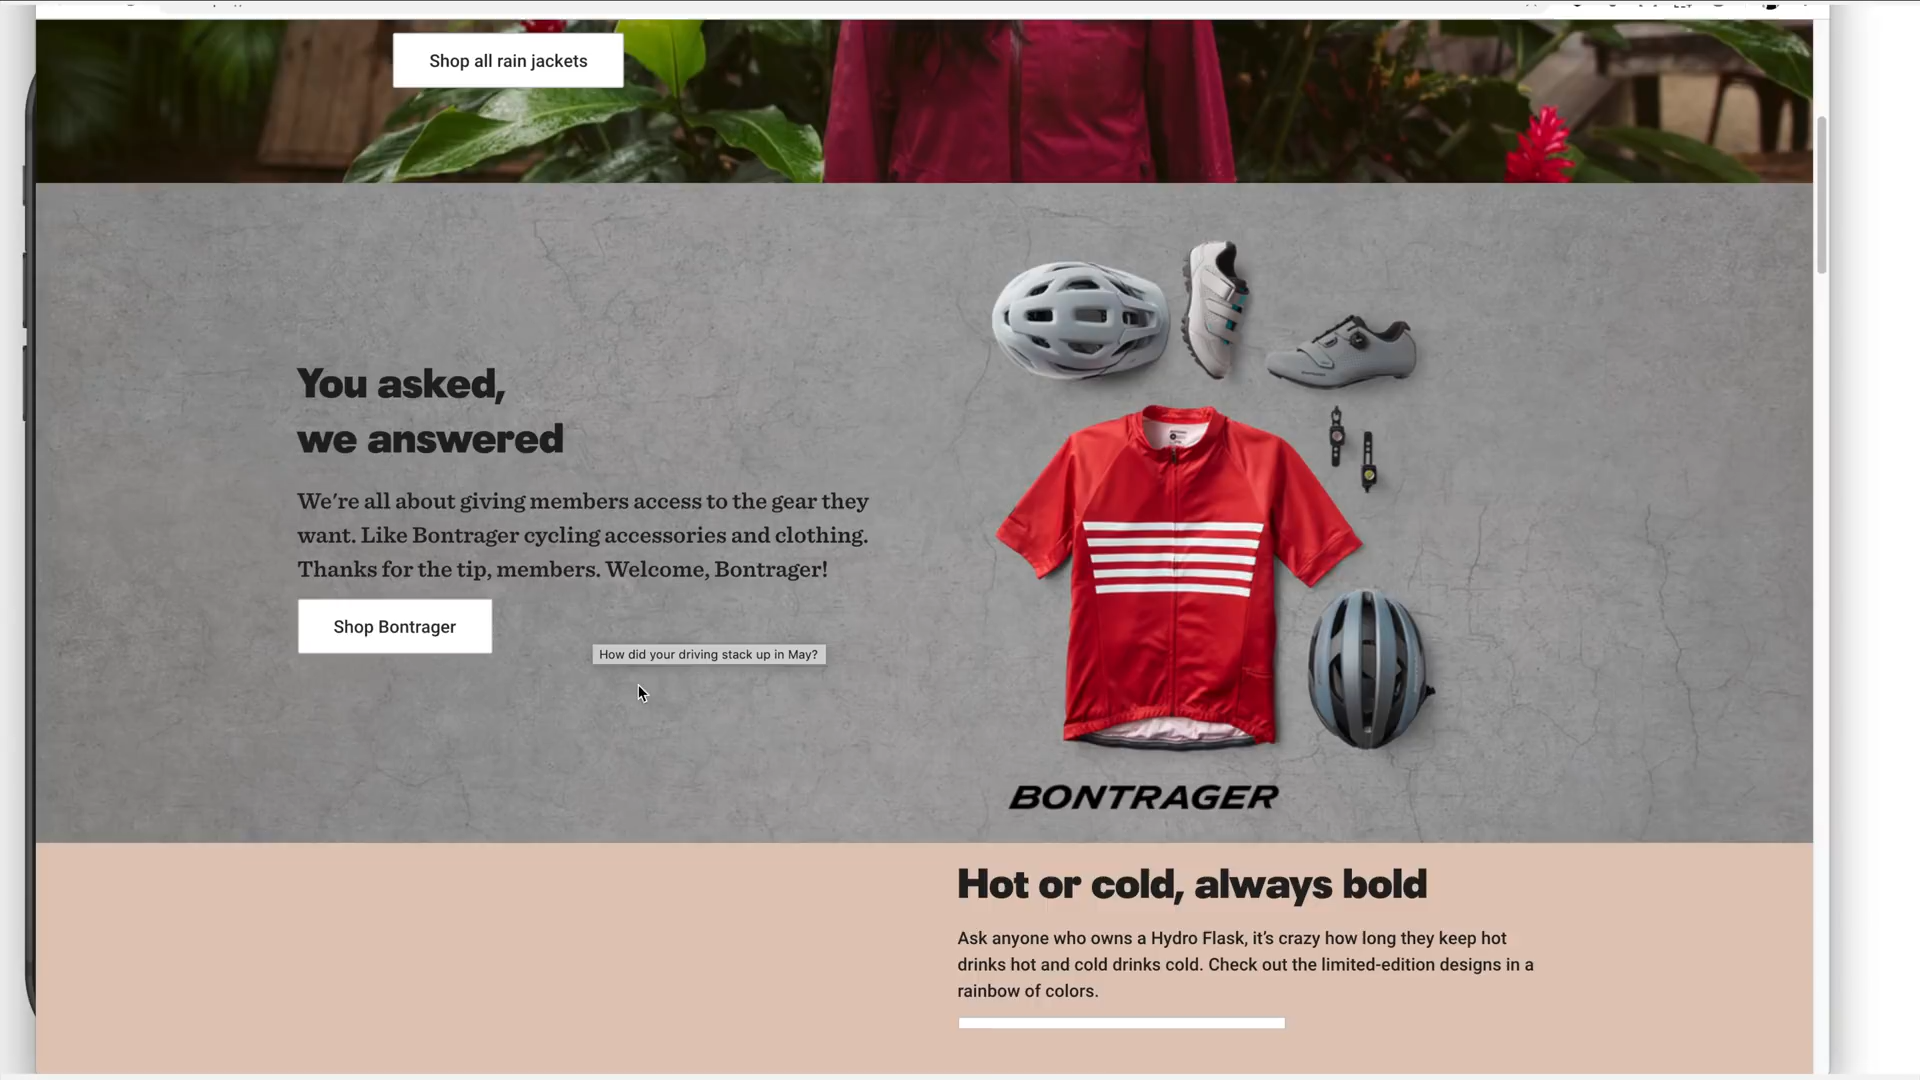 Shop all rain jackets
You asked,
we answered
We're all about giving members access to the gear they
want. Like Bontrager cycling accessories and clothing.
Thanks for the tip, members. Welcome, Bontrager!
Shop Bontrager
How did your driving stack up in May?
BONTRAGER
Hot or cold, always bold
Ask anyone who owns a Hydro Flask, it’s crazy how long they keep hot
drinks hot and cold drinks cold. Check out the limited-edition designs in a
rainbow of colors.